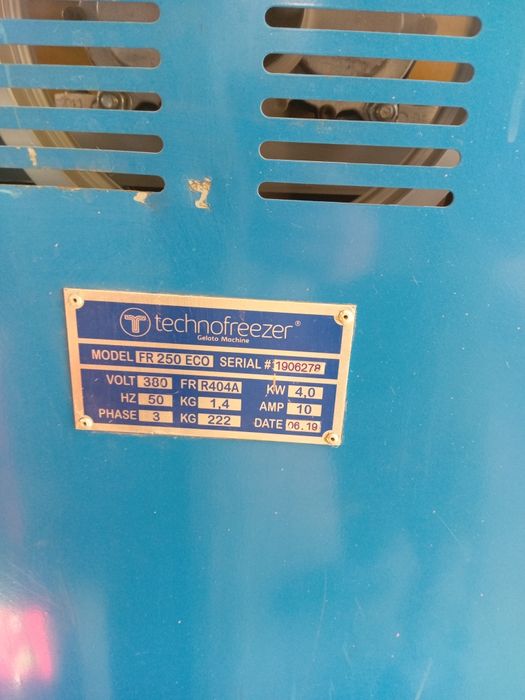 technofreezer®
Gelato Machine
MODEL FR 250 ECO SERIAL # 1906278
VOLT 380 FR R404A KW 4,0
HZ 50 KG 1,4 AMP 10
PHASE 3 KG 222 DATE 06.19